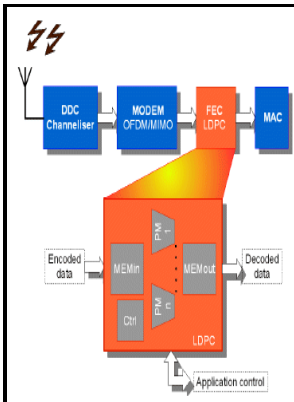 DDC
Channeliser
MODEM
OFDM/MIMO
FEC
LDPC
MAC
Encoded
data
MEMin
PM 1
PM n
MEMout
Ctrl
LDPC
Decoded
data
Application control